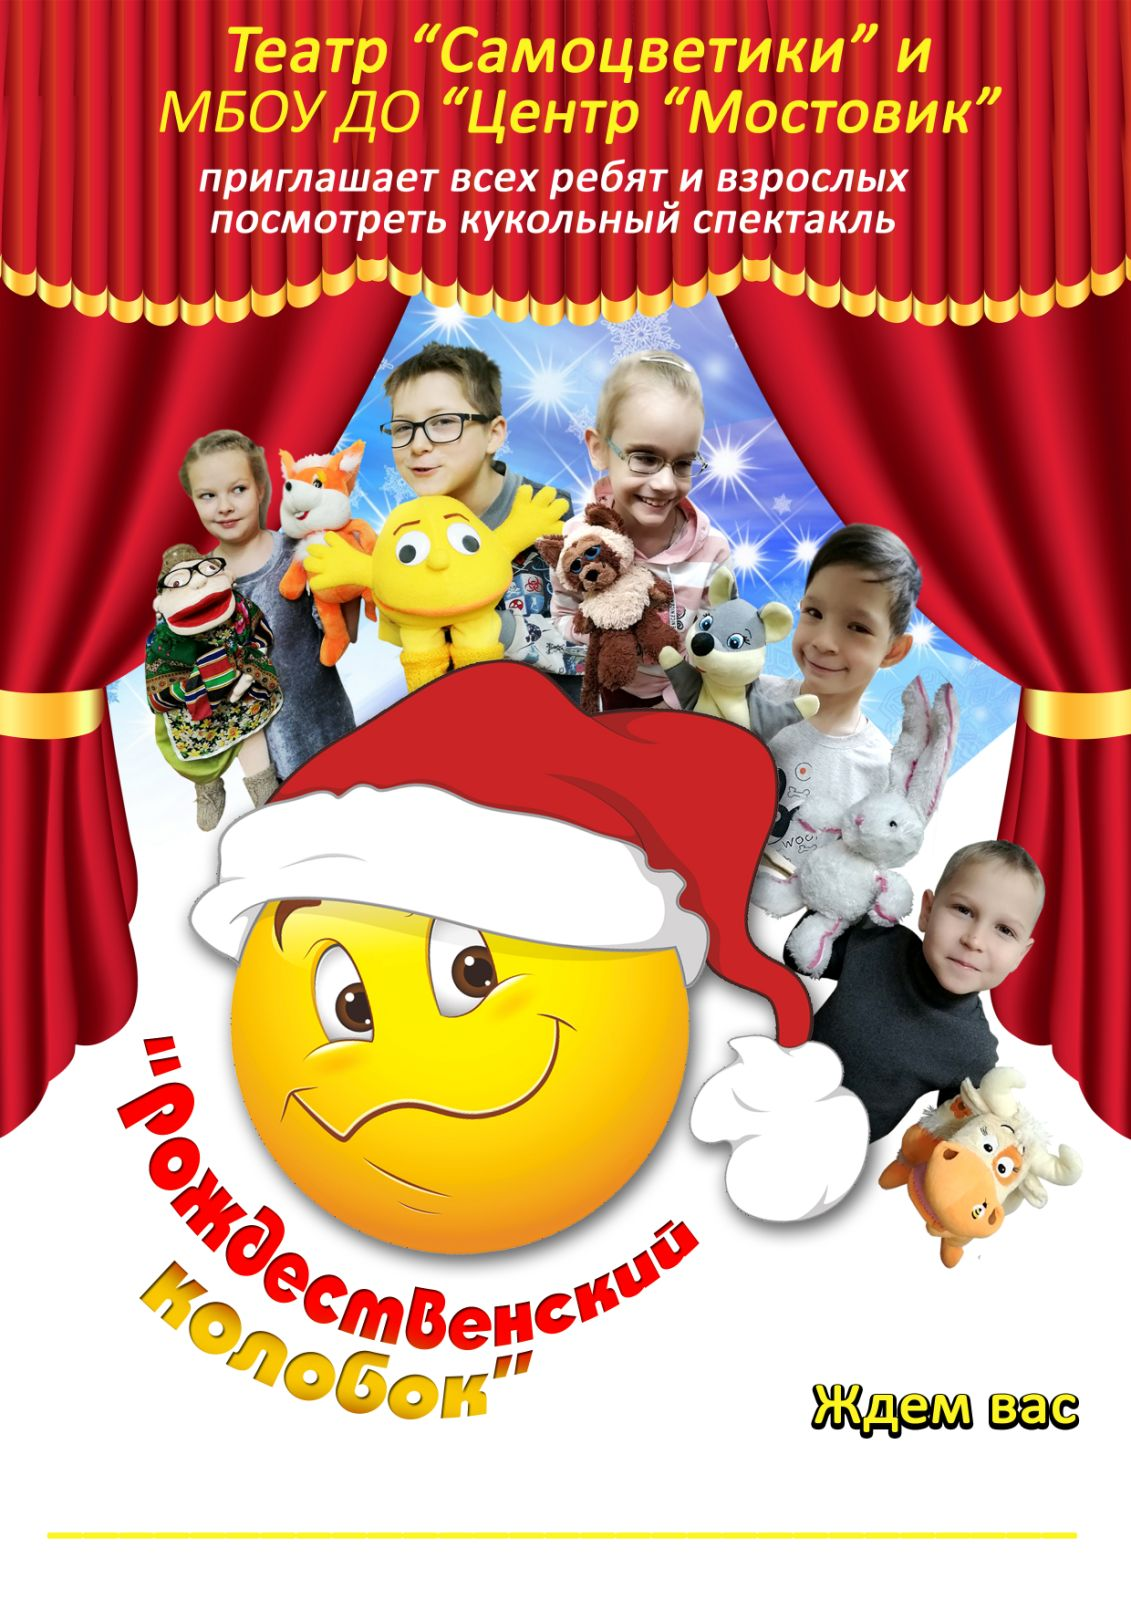 Театр “Самоцветики” и
МБОУ ДО “Центр “Мостовик”
приглашает всех ребят и взрослых
посмотреть кукольный спектакль
"Рождественский
колобок"
Ждем вас